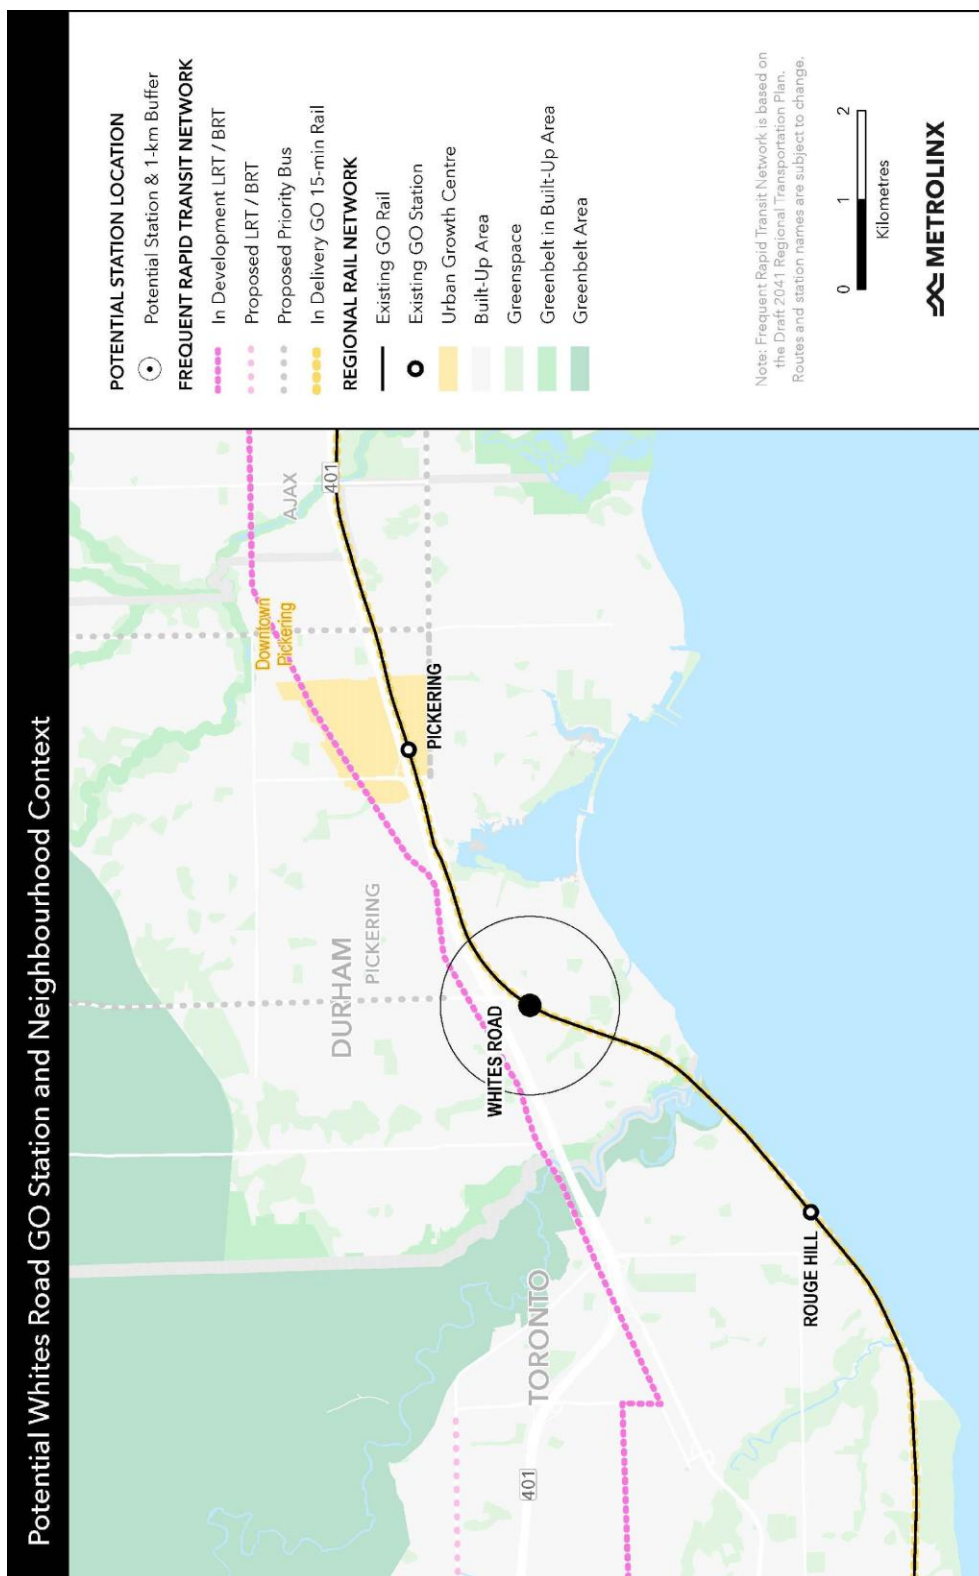 Potential Whites Road GO Station and Neighbourhood Context
DURHAM
PICKERING
Downtown
Pickering
AJAX
401
PICKERING
WHITES ROAD
TORONTO
401
ROUGE HILL
POTENTIAL STATION LOCATION
Potential Station & 1-km Buffer
FREQUENT RAPID TRANSIT NETWORK
In Development LRT / BRT
Proposed LRT / BRT
Proposed Priority Bus
In Delivery GO 15-min Rail
REGIONAL RAIL NETWORK
Existing GO Rail
Existing GO Station
Urban Growth Centre
Built-Up Area
Greenspace
Greenbelt in Built-Up Area
Greenbelt Area
Note: Frequent Rapid Transit Network is based on
the Draft 2041 Regional Transportation Plan.
Routes and station names are subject to change.
0 1 2
Kilometres
METROLINX